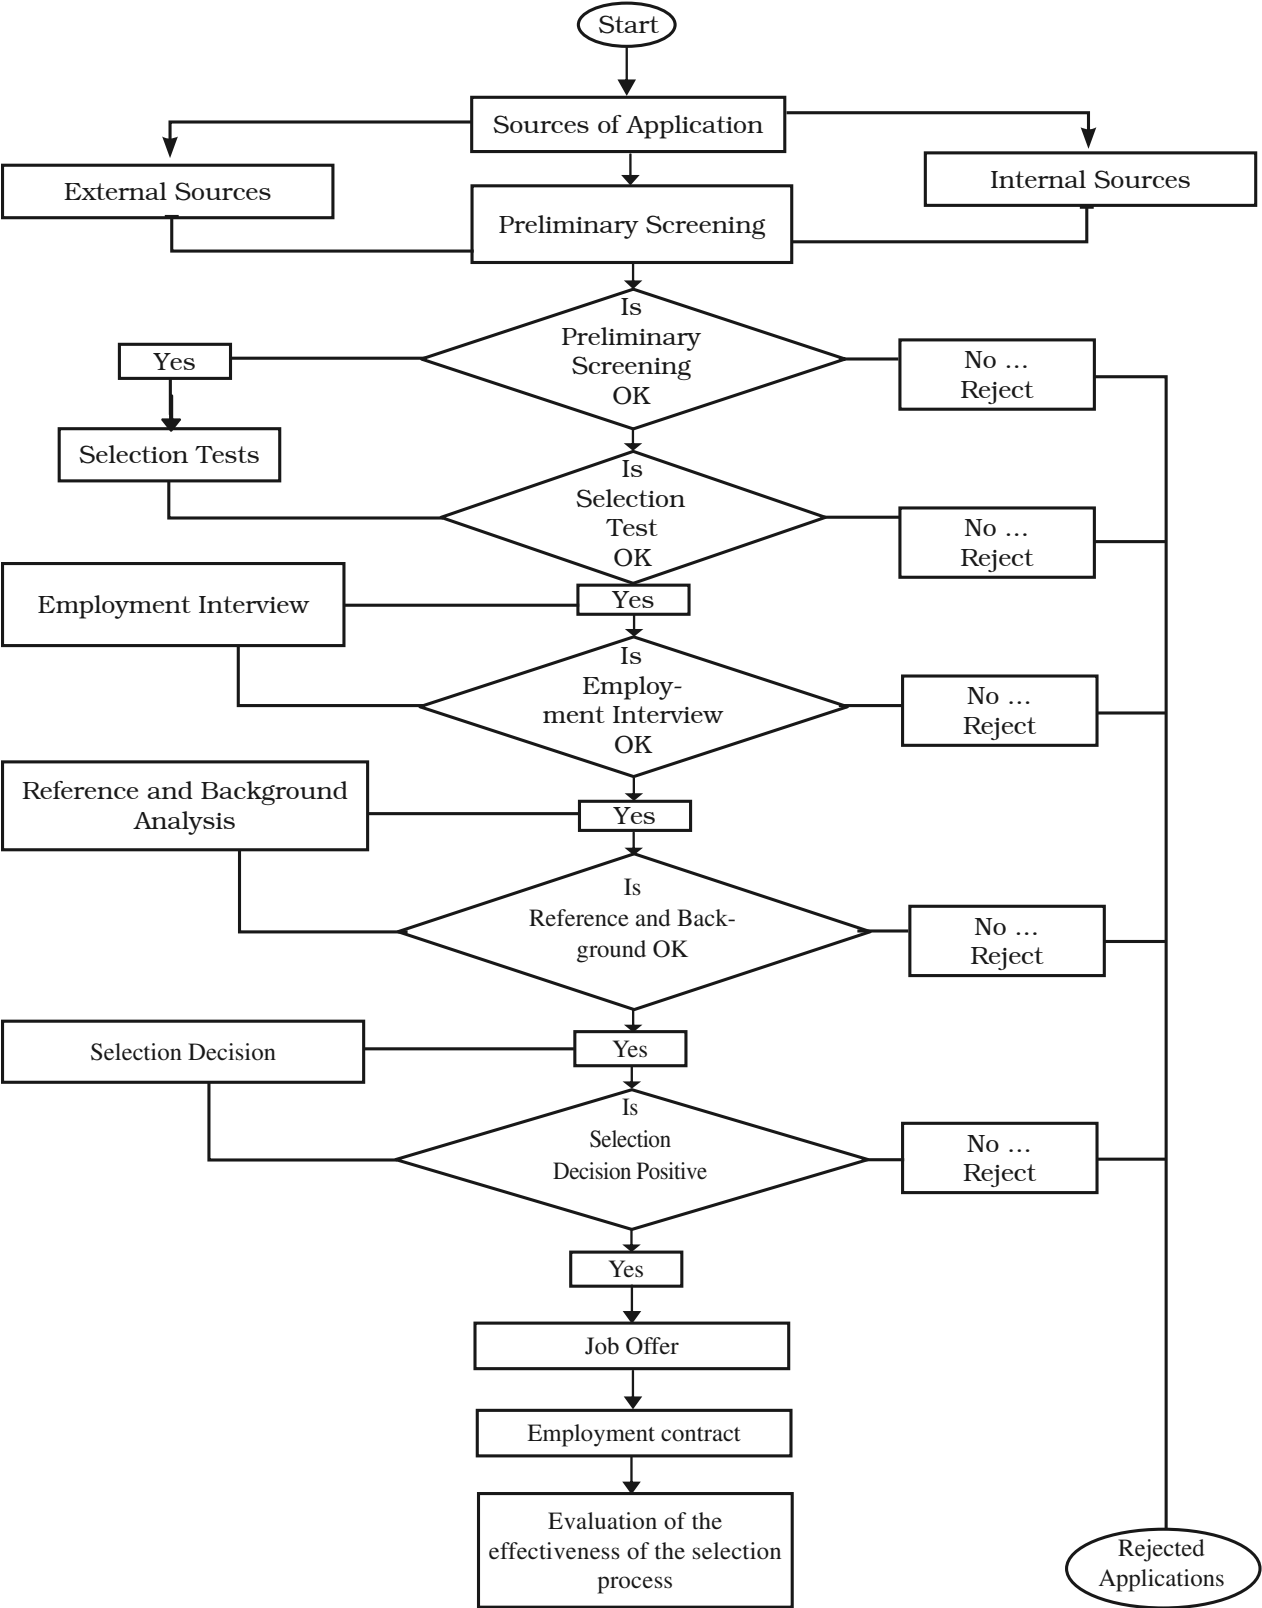 Start
Sources of Application
External Sources
Internal Sources
Preliminary Screening
Is
Preliminary
Screening
OK
Yes
No ...
Reject
Selection Tests
Is
Selection
Test
OK
No ...
Reject
Employment Interview
Yes
Is
Employ-
ment Interview
OK
No ...
Reject
Reference and Background
Analysis
Yes
Is
Reference and Back-
ground OK
No ...
Reject
Selection Decision
Yes
Is
Selection
Decision Positive
No ...
Reject
Yes
Job Offer
Employment contract
Evaluation of the
effectiveness of the selection
process
Rejected
Applications